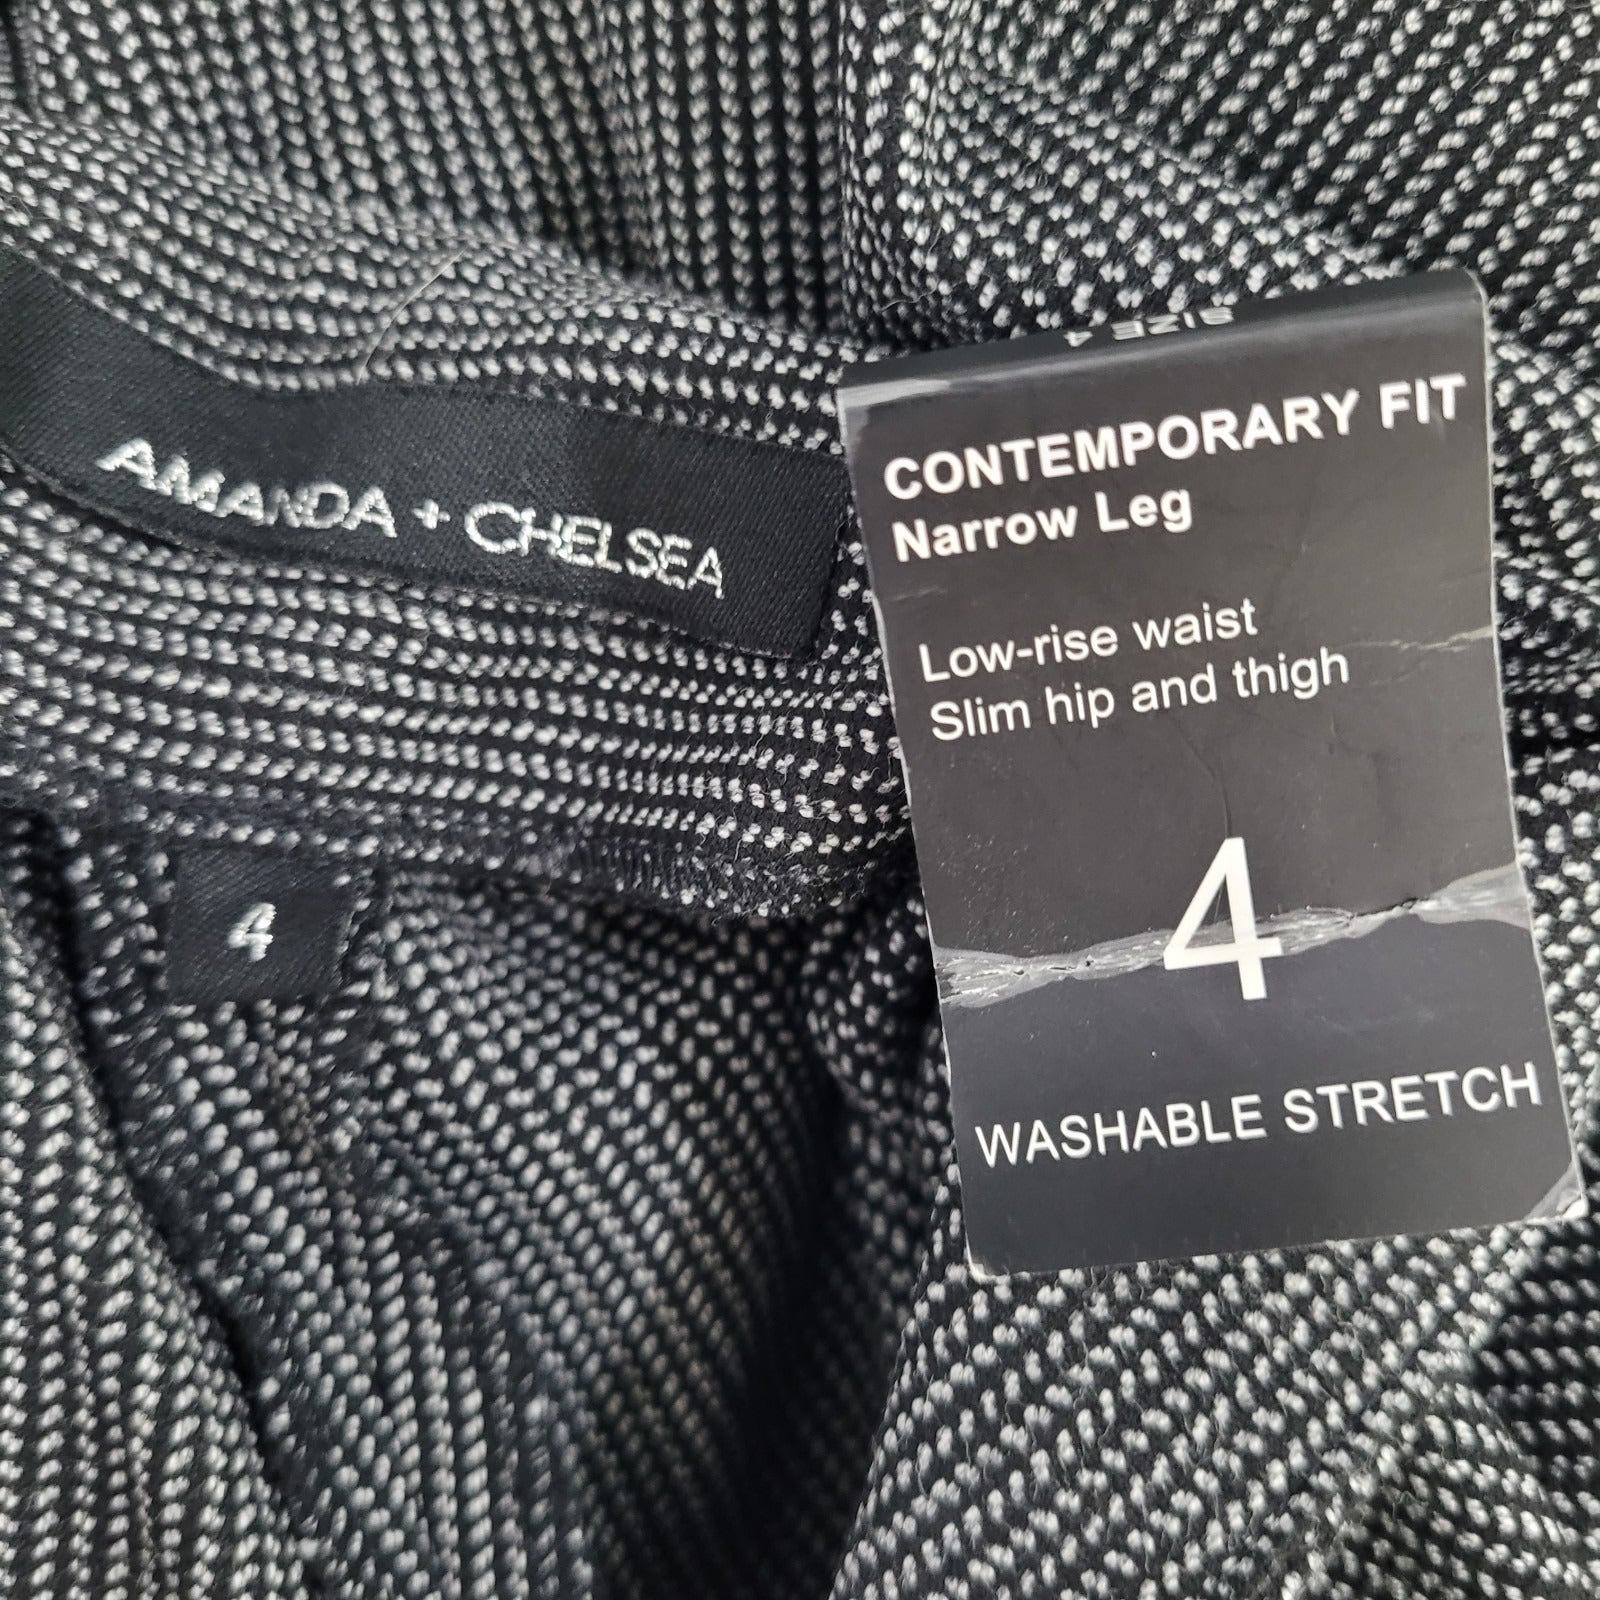 AMANDA + CHELSEA
4
SIZE 4
CONTEMPORARY FIT
Narrow Leg
Low-rise waist
Slim hip and thigh
4
WASHABLE STRETCH